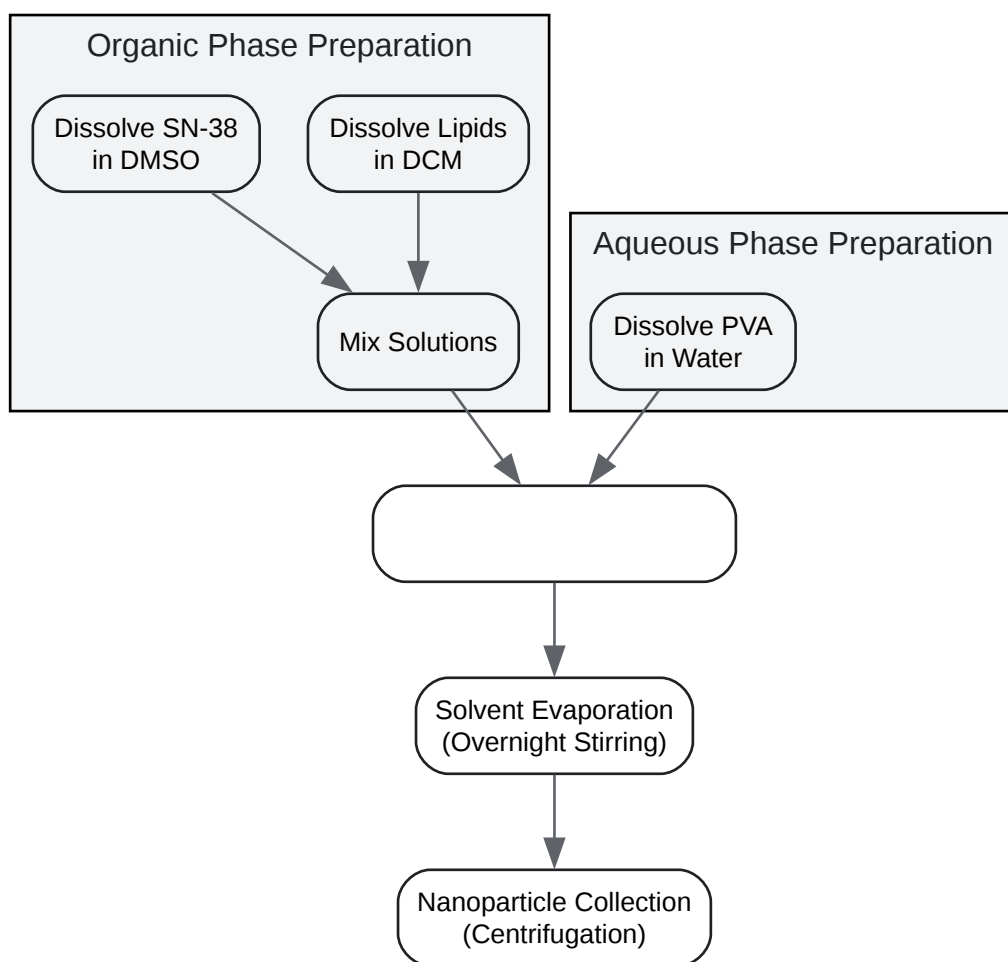 Organic Phase Preparation
Dissolve SN-38
in DMSO
Dissolve Lipids
in DCM
Mix Solutions
Aqueous Phase Preparation
Dissolve PVA
in Water
Solvent Evaporation
(Overnight Stirring)
Nanoparticle Collection
(Centrifugation)